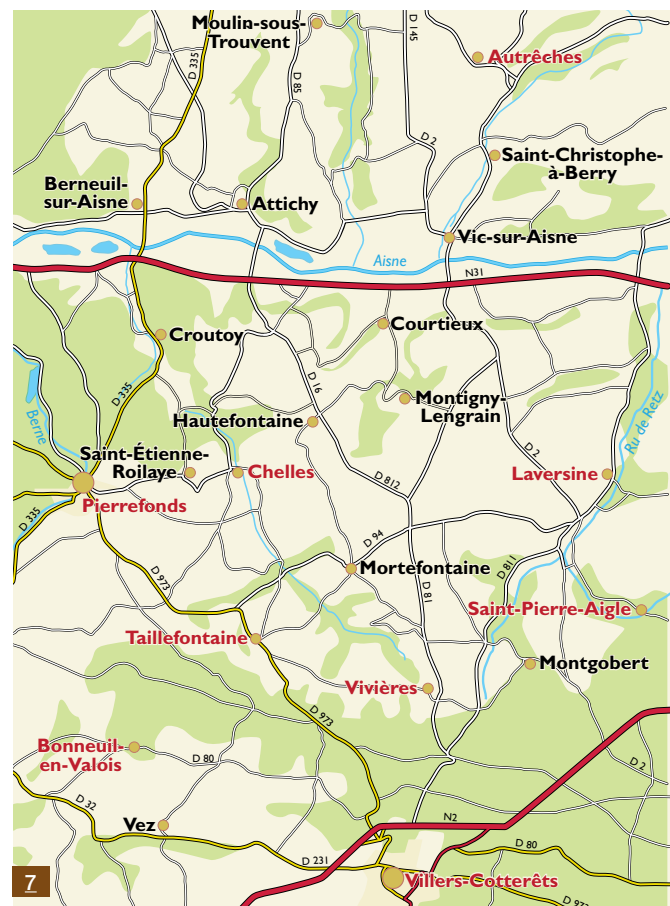 Moulin-sous-
Trouvent
D 145
D 335
Autrêches
D 85
D 2
Saint-Christophe-
à-Berry
Berneuil-
sur-Aisne
Attichy
Vic-sur-Aisne
Aisne
N31
Croutoy
Courtieux
D 335
D 16
Berne
Montigny-
Lengrain
Ru de Retz
Hautefontaine
Saint-Étienne-
Roilaye
Chelles
D 812
D 2
Laversine
Pierrefonds
D 335
D 94
Mortefontaine
D 973
D 81
D 811
Saint-Pierre-Aigle
Taillefontaine
Montgobert
Vivières
D 973
Bonneuil-
en-Valois
D 80
D 2
D 32
Vez
N2
D 80
D 231
Villers-Cotterêts
D 973
7